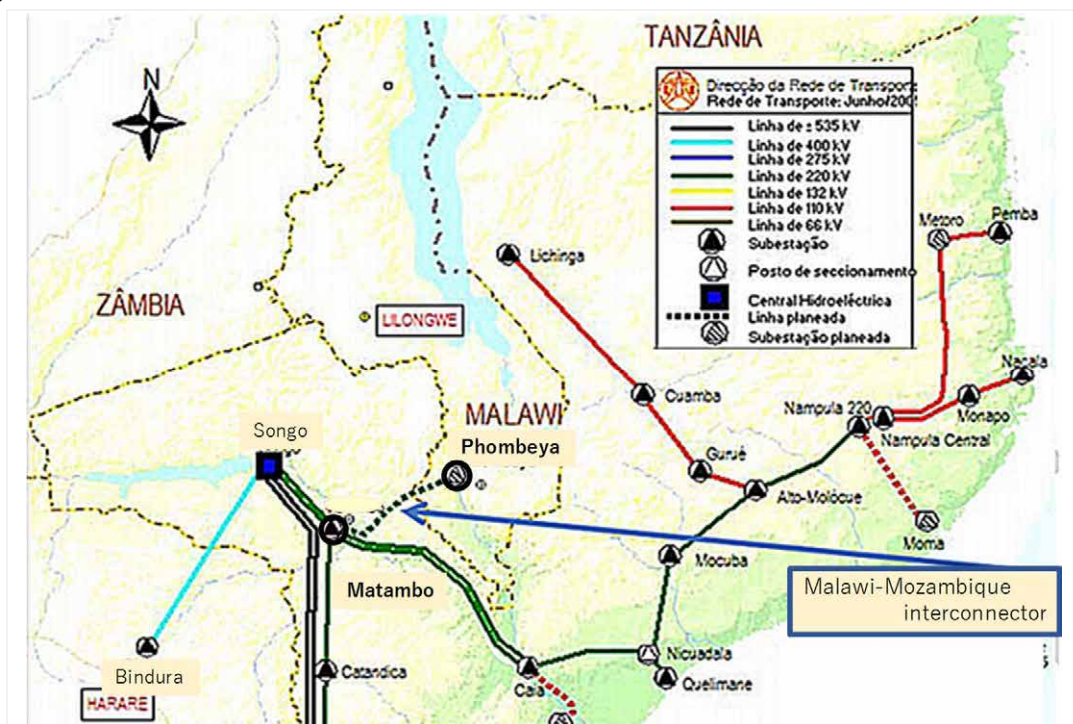 TANZÂNIA
N
Direcção da Rede de Transporte
Rede de Transporte: Junho/200
Linha de ± 535 kV
Linha de 400 kV
Linha de 275 kV
Linha de 220 kV
Linha de 132 kV
Linha de 110 kV
Linha de 66 kV
Subestação
Posto de seccionamento
Central Hidroeléctrica
Linha planeada
Subestação planeada
Metoro
Pemba
Lichinga
ZÂMBIA
LILONGWE
Nacala
Cuamba
Monapo
Nampula 220
Nampula Central
MALAWI
Songo
Phombeya
Gurué
Alto-Molócue
Moma
Mocuba
Matambo
Malawi-Mozambique
interconnector
Nicuadala
Catandica
Caia
Quelimane
Bindura
HARARE